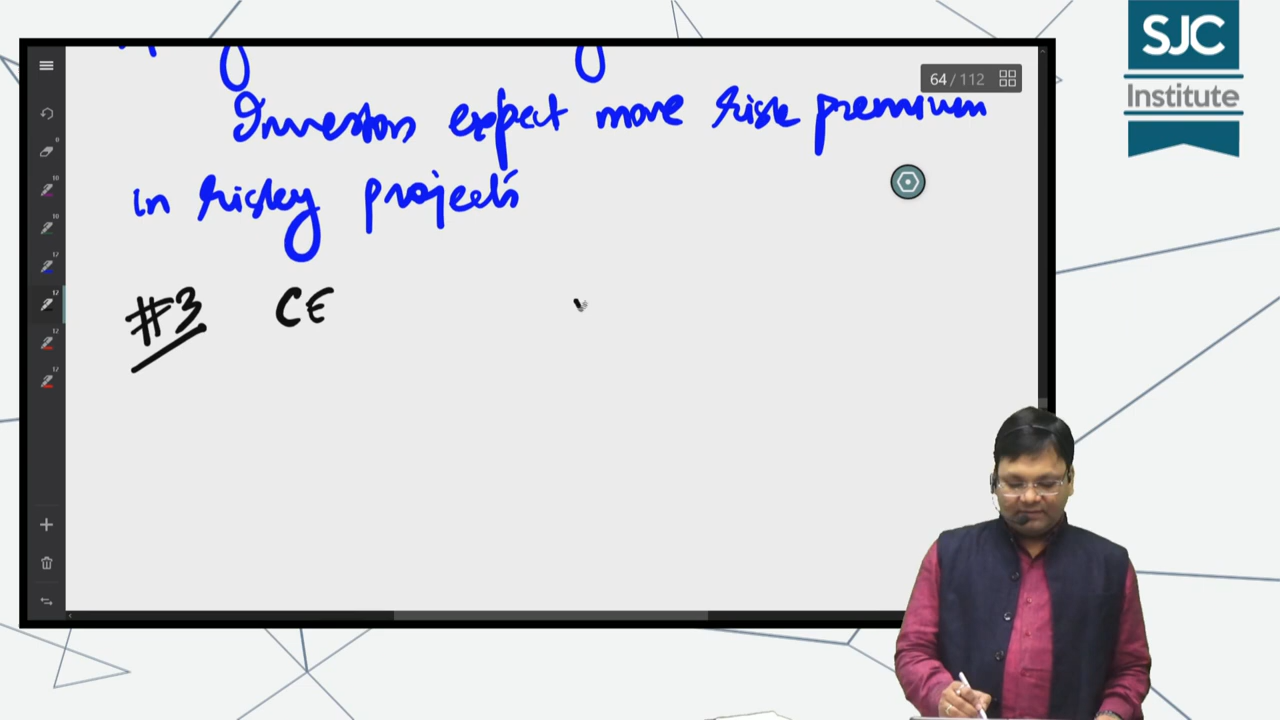 SJC
Institute
64 / 112
Investors expect more risk premium
in risky projects
#3 CE